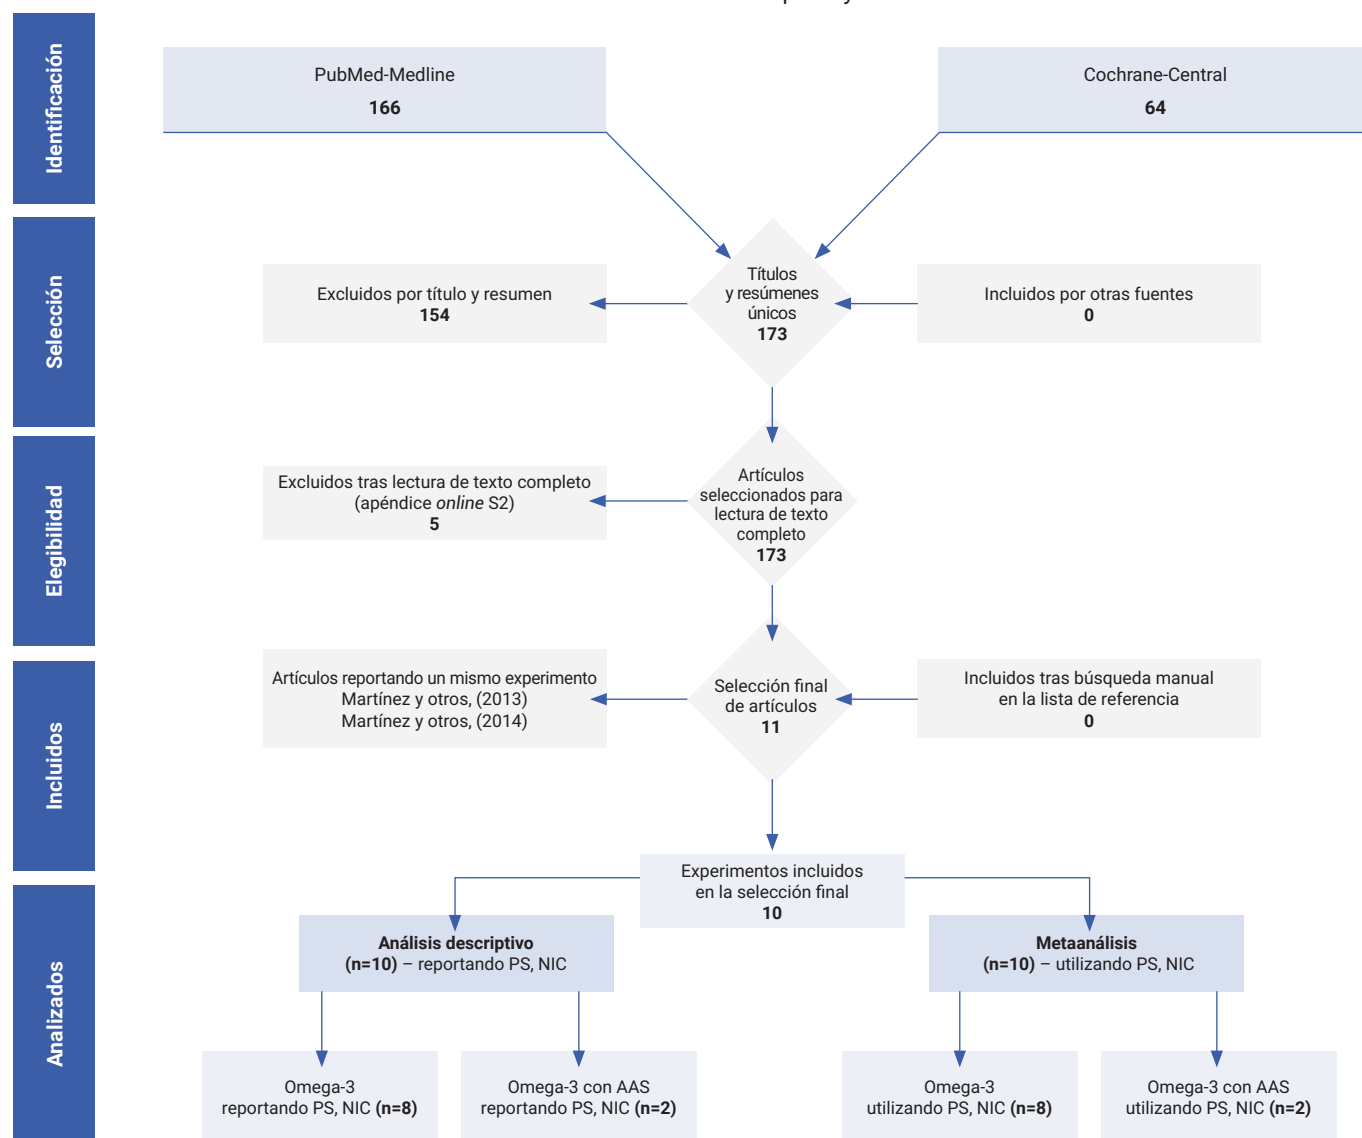 Identificación
PubMed-Medline
166
Cochrane-Central
64
Selección
Títulos
y resúmenes
únicos
173
Excluidos por título y resumen
154
Incluidos por otras fuentes
0
Elegibilidad
Artículos
seleccionados para
lectura de texto
completo
173
Excluidos tras lectura de texto completo
(apéndice online S2)
5
Incluidos
Artículos reportando un mismo experimento
Martínez y otros, (2013)
Martínez y otros, (2014)
Selección final
de artículos
11
Incluidos tras búsqueda manual
en la lista de referencia
0
Experimentos incluidos
en la selección final
10
Analizados
Análisis descriptivo
(n=10) – reportando PS, NIC
Metaanálisis
(n=10) – utilizando PS, NIC
Omega-3
reportando PS, NIC (n=8)
Omega-3 con AAS
reportando PS, NIC (n=2)
Omega-3
utilizando PS, NIC (n=8)
Omega-3 con AAS
utilizando PS, NIC (n=2)